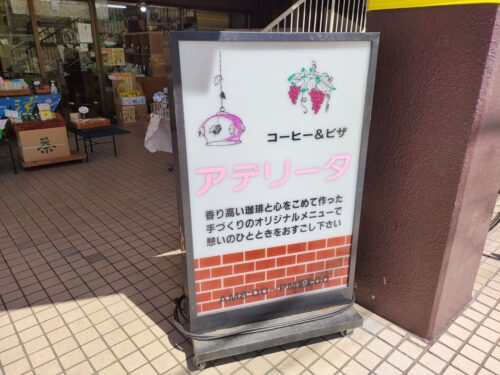 コーヒー&ピザ
アデリータ
香り高い珈琲と心をこめて作った
手づくりのオリジナルメニューで
憩いのひとときをおすごし下さい
茶